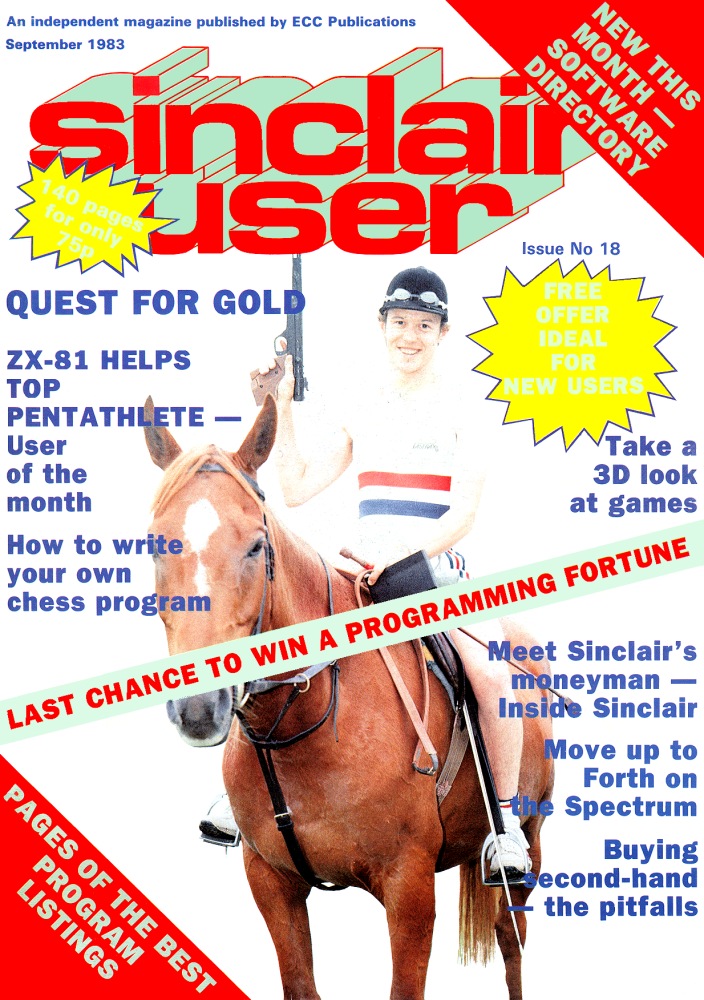 An independent magazine published by ECC Publications
September 1983
NEW THIS
MONTH —
SOFTWARE
DIRECTORY
sinclair
user
140 pages
for only
75p
Issue No 18
QUEST FOR GOLD
FREE
OFFER
IDEAL
FOR
NEW USERS
ZX-81 HELPS
TOP
PENTATHLETE —
User
of the
month
Take a
3D look
at games
How to write
your own
chess program
LAST CHANCE TO WIN A PROGRAMMING FORTUNE
Meet Sinclair's
moneyman —
Inside Sinclair
Move up to
Forth on
the Spectrum
Buying
second-hand
— the pitfalls
PAGES OF THE BEST
PROGRAM
LISTINGS